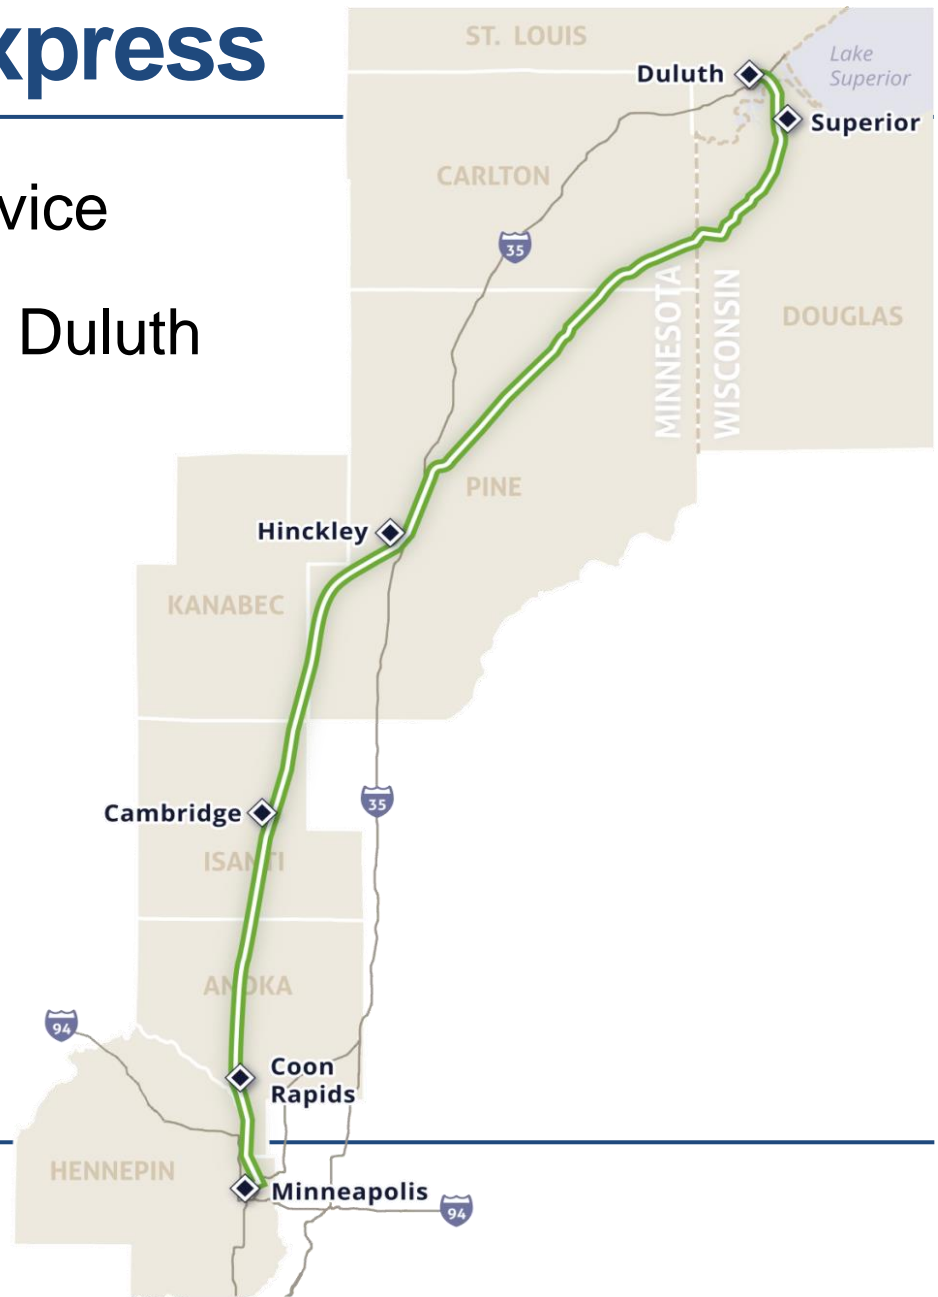 xpress
vice
Duluth
ST. LOUIS
Lake
Superior
Duluth
Superior
CARLTON
35
MINNESOTA
WISCONSIN
DOUGLAS
PINE
Hinckley
KANABEC
35
Cambridge
ISANTI
ANOKA
94
Coon
Rapids
HENNEPIN
Minneapolis
94